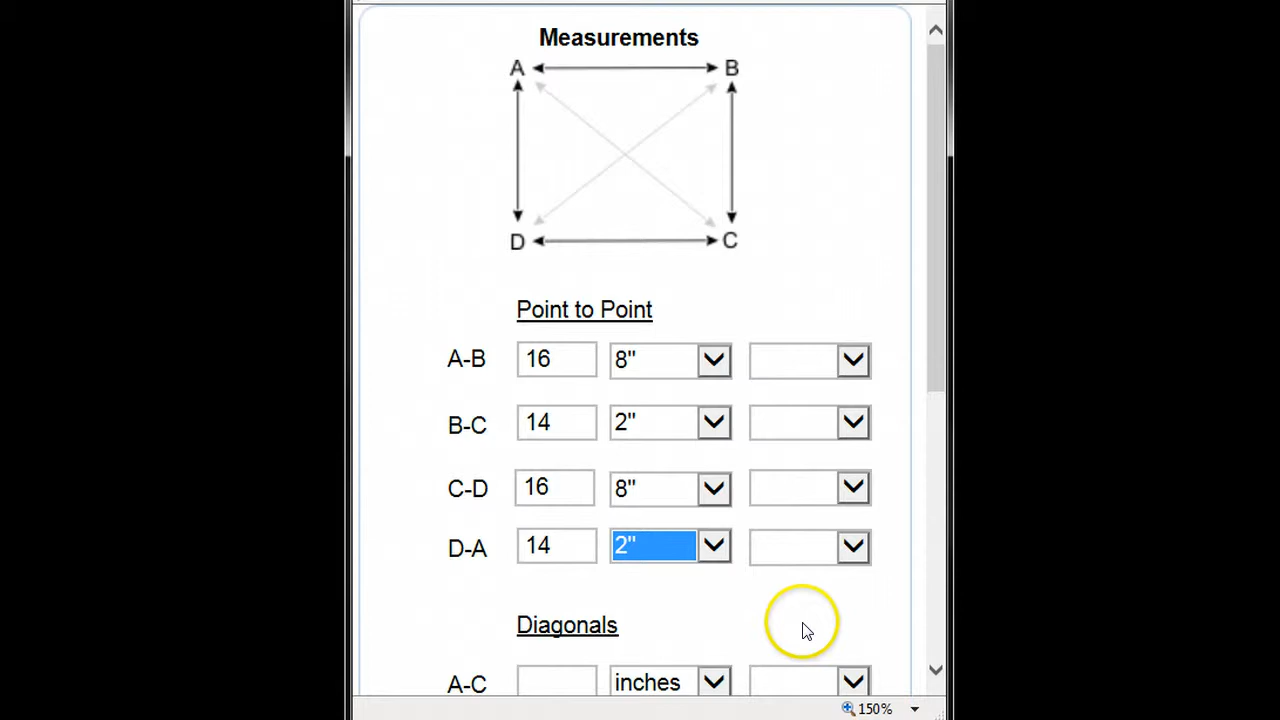 Measurements
A B
D C
Point to Point
A-B 16 8"
B-C 14 2"
C-D 16 8"
D-A 14 2"
Diagonals
A-C inches
150%